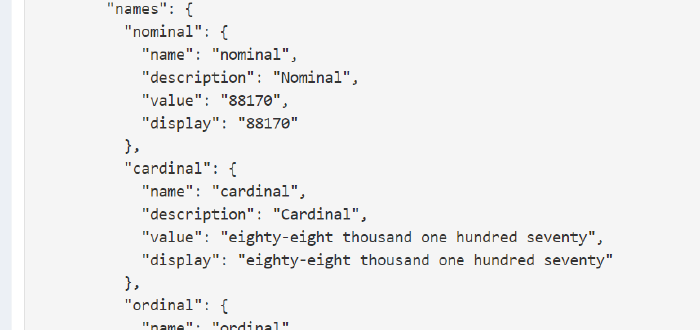 "names": {
"nominal": {
"name": "nominal",
"description": "Nominal",
"value": "88170",
"display": "88170"
},
"cardinal": {
"name": "cardinal",
"description": "Cardinal",
"value": "eighty-eight thousand one hundred seventy",
"display": "eighty-eight thousand one hundred seventy"
},
"ordinal": {
"name": "ordinal"